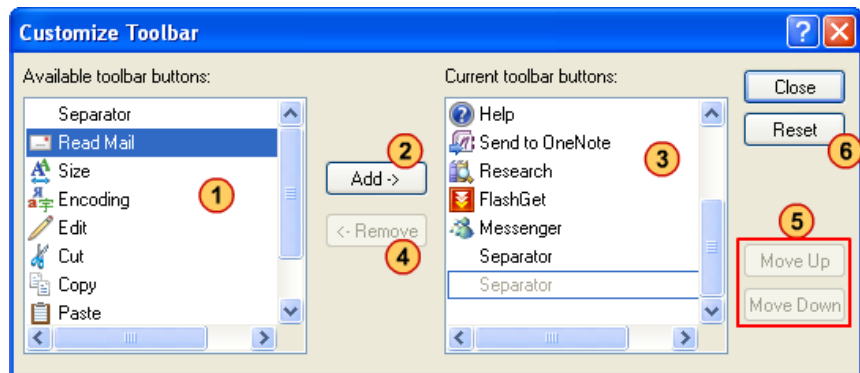 Customize Toolbar
Available toolbar buttons:
Separator
Read Mail
Size
Encoding
Edit
Cut
Copy
Paste
1
2
Add ->
<- Remove
4
Current toolbar buttons:
Help
Send to OneNote
Research
FlashGet
Messenger
Separator
Separator
3
Close
Reset
6
5
Move Up
Move Down